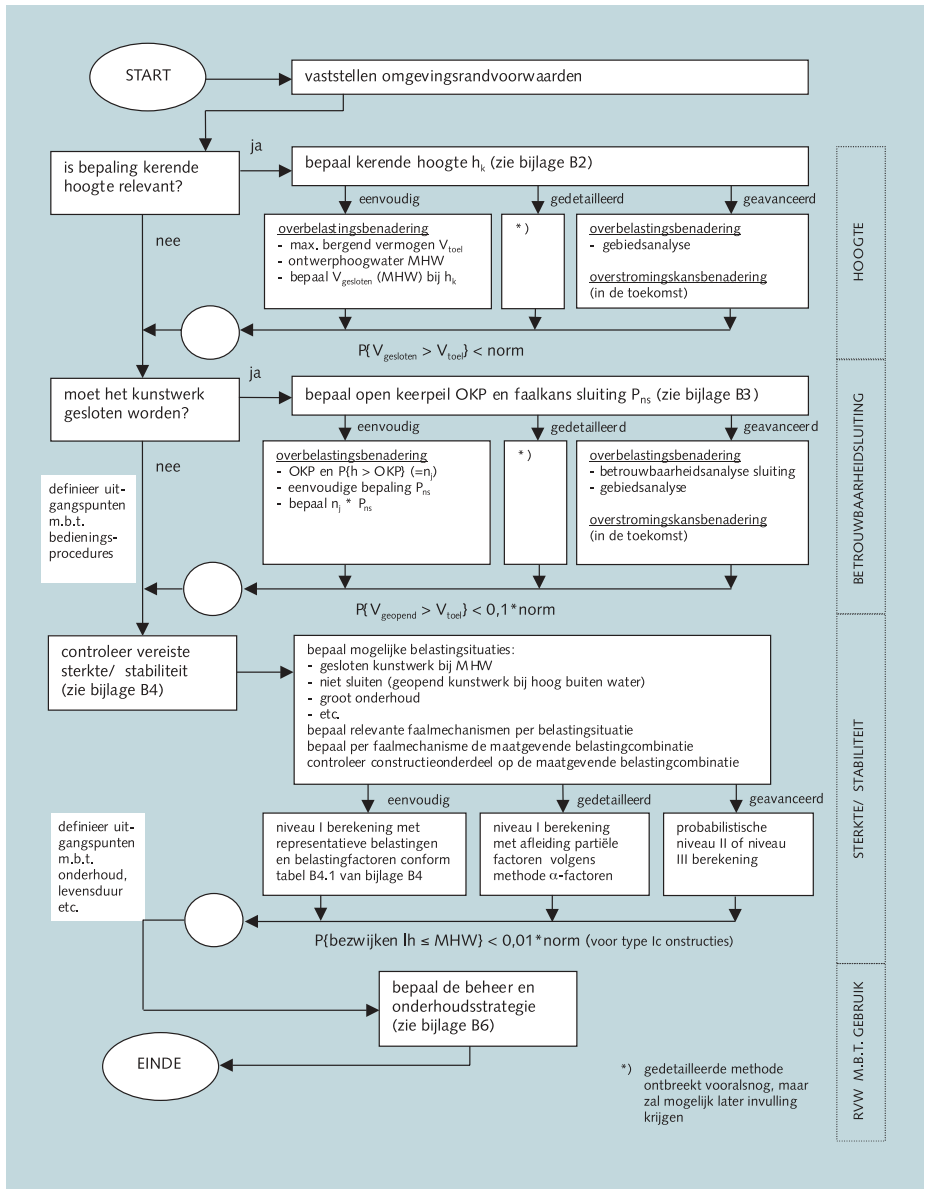 START
vaststellen omgevingsrandvoorwaarden
is bepaling kerende
hoogte relevant?
ja
nee
bepaal kerende hoogte hk (zie bijlage B2)
eenvoudig
gedetailleerd
geavanceerd
overbelastingsbenadering
- max. bergend vermogen Vtoel
- ontwerphoogwater MHW
- bepaal Vgesloten (MHW) bij hk
*)
overbelastingsbenadering
- gebiedsanalyse
overstromingskansbenadering
(in de toekomst)
P{Vgesloten > Vtoel} < norm
HOOGTE
moet het kunstwerk
gesloten worden?
ja
nee
bepaal open keerpeil OKP en faalkans sluiting Pns (zie bijlage B3)
eenvoudig
gedetailleerd
geavanceerd
overbelastingsbenadering
- OKP en P{h > OKP} (=nj)
- eenvoudige bepaling Pns
- bepaal nj * Pns
*)
overbelastingsbenadering
- betrouwbaarheidsanalyse sluiting
- gebiedsanalyse
overstromingskansbenadering
(in de toekomst)
definieer uit-
gangspunten
m.b.t.
bedienings-
procedures
P{Vgeopend > Vtoel} < 0,1*norm
BETROUWBAARHEIDSLUITING
controleer vereiste
sterkte/ stabiliteit
(zie bijlage B4)
bepaal mogelijke belastingsituaties:
- gesloten kunstwerk bij MHW
- niet sluiten (geopend kunstwerk bij hoog buiten water)
- groot onderhoud
- etc.
bepaal relevante faalmechanismen per belastingsituatie
bepaal per faalmechanisme de maatgevende belastingcombinatie
controleer constructieonderdeel op de maatgevende belastingcombinatie
eenvoudig
gedetailleerd
geavanceerd
niveau I berekening met
representatieve belastingen
en belastingfactoren conform
tabel B4.1 van bijlage B4
niveau I berekening
met afleiding partiële
factoren volgens
methode α-factoren
probabilistische
niveau II of niveau
III berekening
definieer uit-
gangspunten
m.b.t.
onderhoud,
levensduur
etc.
P{bezwijken Ih ≤ MHW} < 0,01*norm (voor type Ic onstructies)
STERKTE/ STABILITEIT
bepaal de beheer en
onderhoudsstrategie
(zie bijlage B6)
EINDE
*) gedetailleerde methode
ontbreekt vooralsnog, maar
zal mogelijk later invulling
krijgen
RVW M.B.T. GEBRUIK